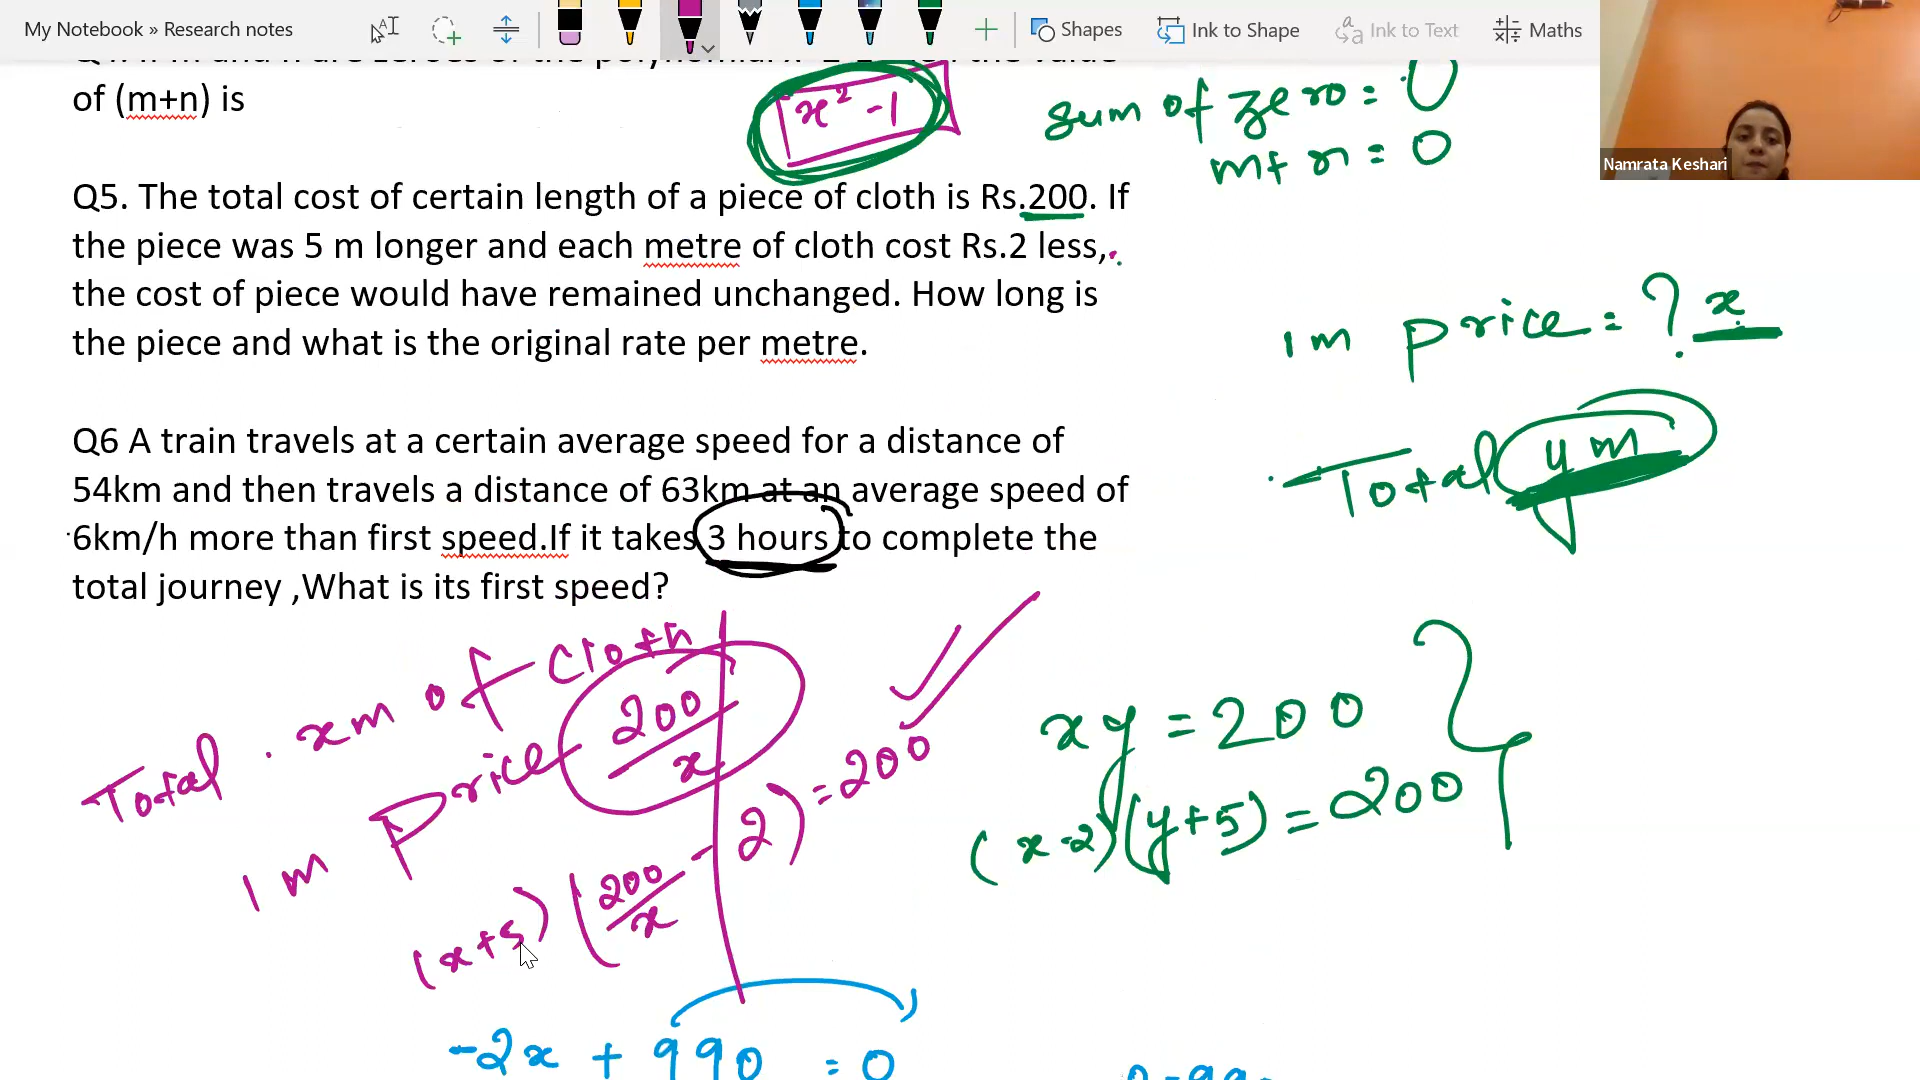 My Notebook » Research notes
Shapes
Ink to Shape
Ink to Text
Maths
Namrata Keshari
of (m+n) is
x² -1
sum of zero = 0
m+ n = 0
Q5. The total cost of certain length of a piece of cloth is Rs.200. If
the piece was 5 m longer and each metre of cloth cost Rs.2 less,
the cost of piece would have remained unchanged. How long is
the piece and what is the original rate per metre.
1m price = ? x
Total y m
Q6 A train travels at a certain average speed for a distance of
54km and then travels a distance of 63km at an average speed of
6km/h more than first speed.If it takes 3 hours to complete the
total journey ,What is its first speed?
Total xm of cloth
1m price 200/x
(x+5)(200/x - 2) = 200
xy = 200
(x-2)(y+5) = 200
-2x + 990 = 0